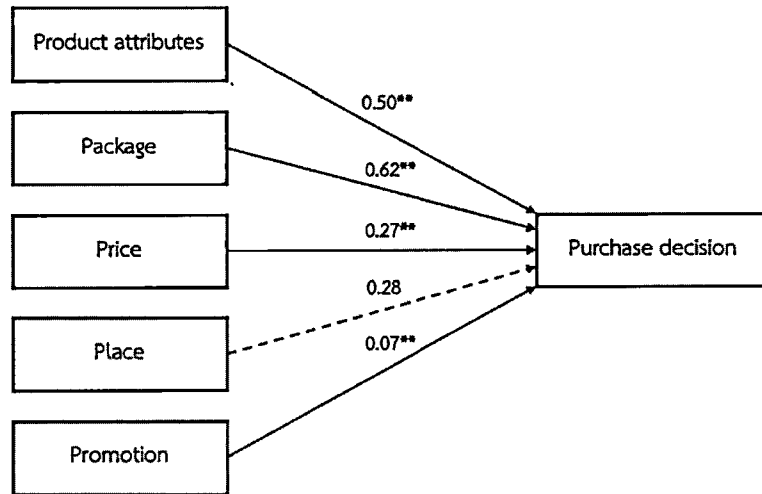 Product attributes
0.50**
Package
0.62**
Price
0.27**
Purchase decision
0.28
Place
0.07**
Promotion